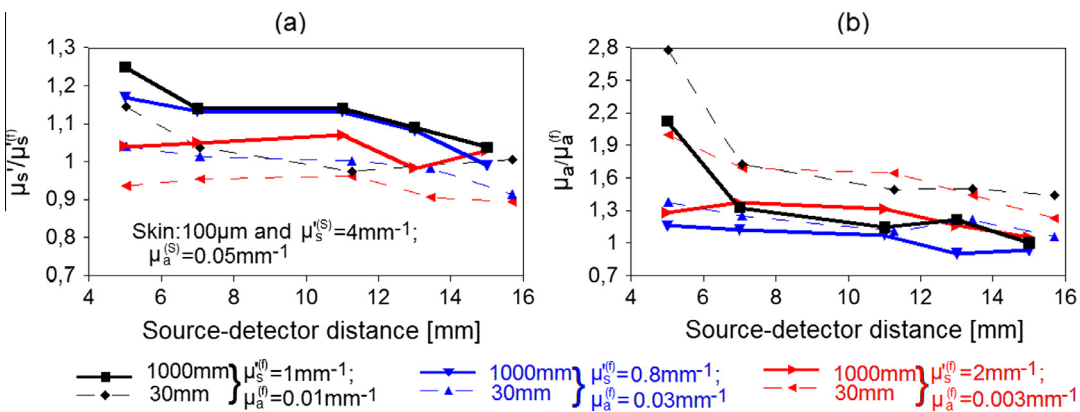 (a)
(b)
μs'/μs'(f)
1,3
1,2
1,1
1
0,9
0,8
0,7
Skin:100μm and μs'(S)=4mm-1;
μa(S)=0.05mm-1
4 6 8 10 12 14 16
Source-detector distance [mm]
μa/μa(f)
2,8
2,5
2,2
1,9
1,6
1,3
1
0,7
4 6 8 10 12 14 16
Source-detector distance [mm]
1000mm } μs'(f)=1mm-1;
30mm μa(f)=0.01mm-1
1000mm } μs'(f)=0.8mm-1;
30mm μa(f)=0.03mm-1
1000mm } μs'(f)=2mm-1;
30mm μa(f)=0.003mm-1